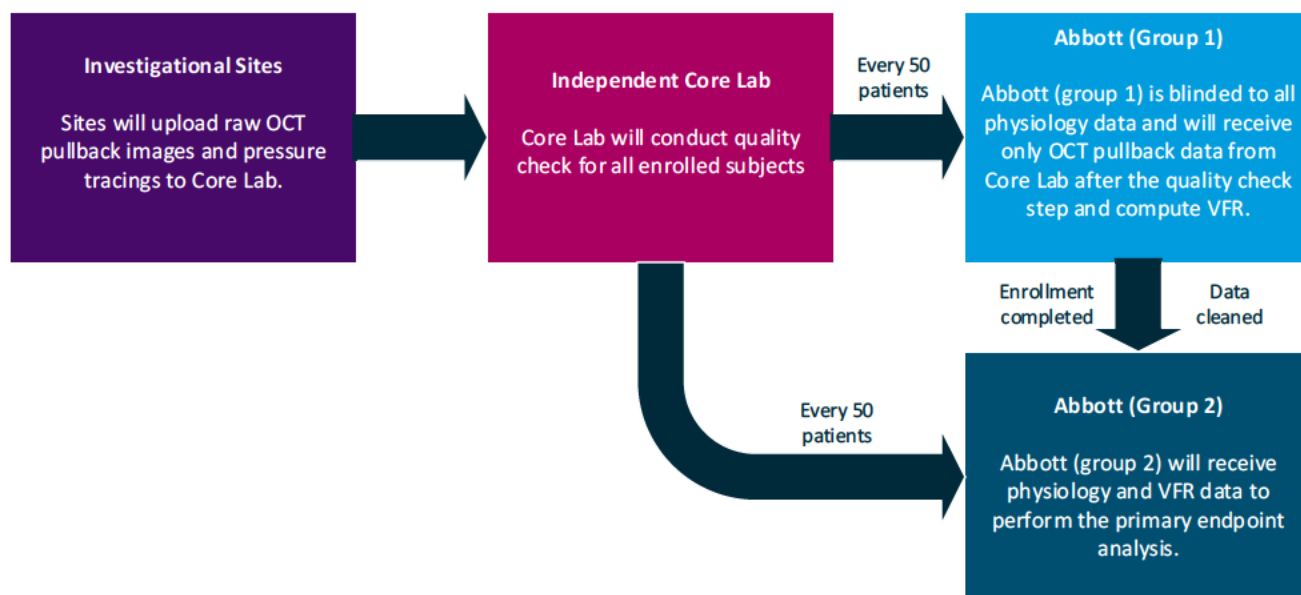 Investigational Sites
Sites will upload raw OCT
pullback images and pressure
tracings to Core Lab.
Independent Core Lab
Core Lab will conduct quality
check for all enrolled subjects
Every 50
patients
Abbott (Group 1)
Abbott (group 1) is blinded to all
physiology data and will receive
only OCT pullback data from
Core Lab after the quality check
step and compute VFR.
Enrollment
completed
Data
cleaned
Every 50
patients
Abbott (Group 2)
Abbott (group 2) will receive
physiology and VFR data to
perform the primary endpoint
analysis.